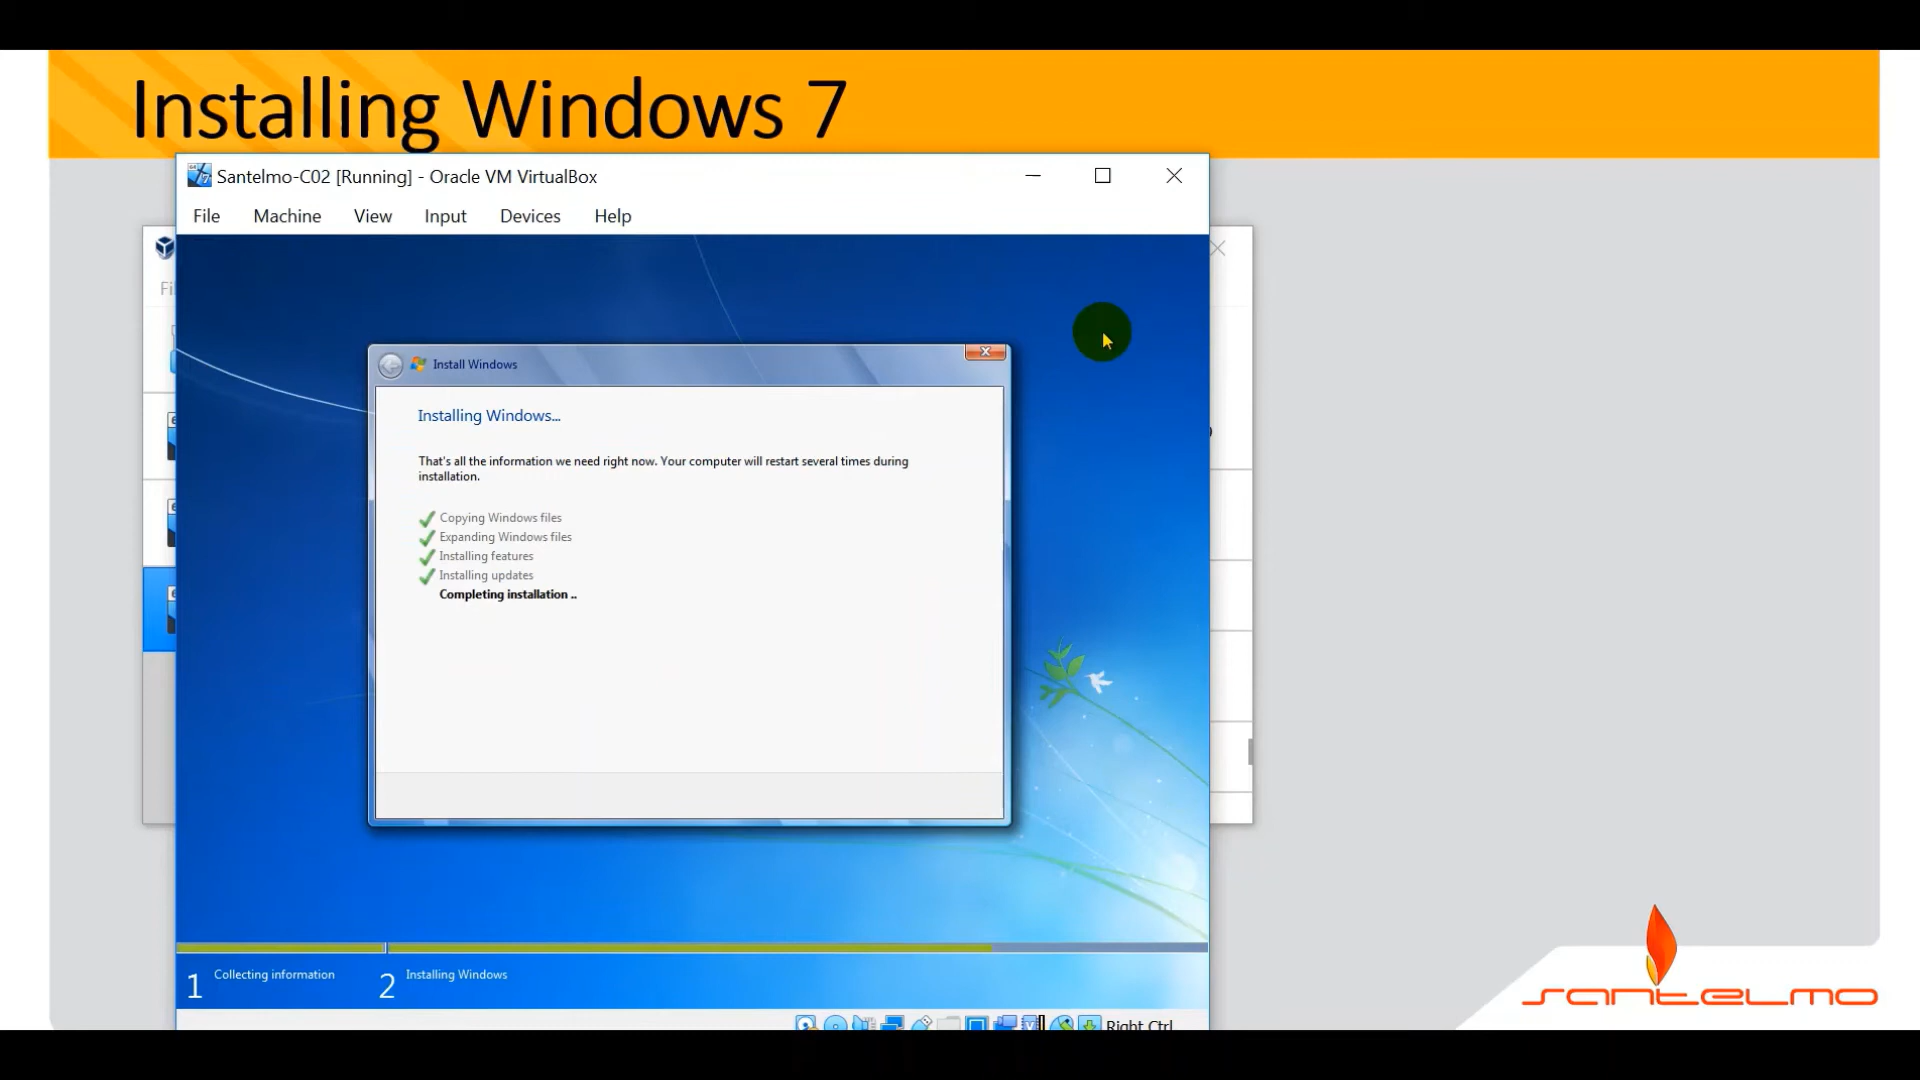 Installing Windows 7
Santelmo-C02 [Running] - Oracle VM VirtualBox
File Machine View Input Devices Help
Install Windows
Installing Windows...
That's all the information we need right now. Your computer will restart several times during
installation.
Copying Windows files
Expanding Windows files
Installing features
Installing updates
Completing installation ..
1 Collecting information 2 Installing Windows
Right Ctrl
santelmo